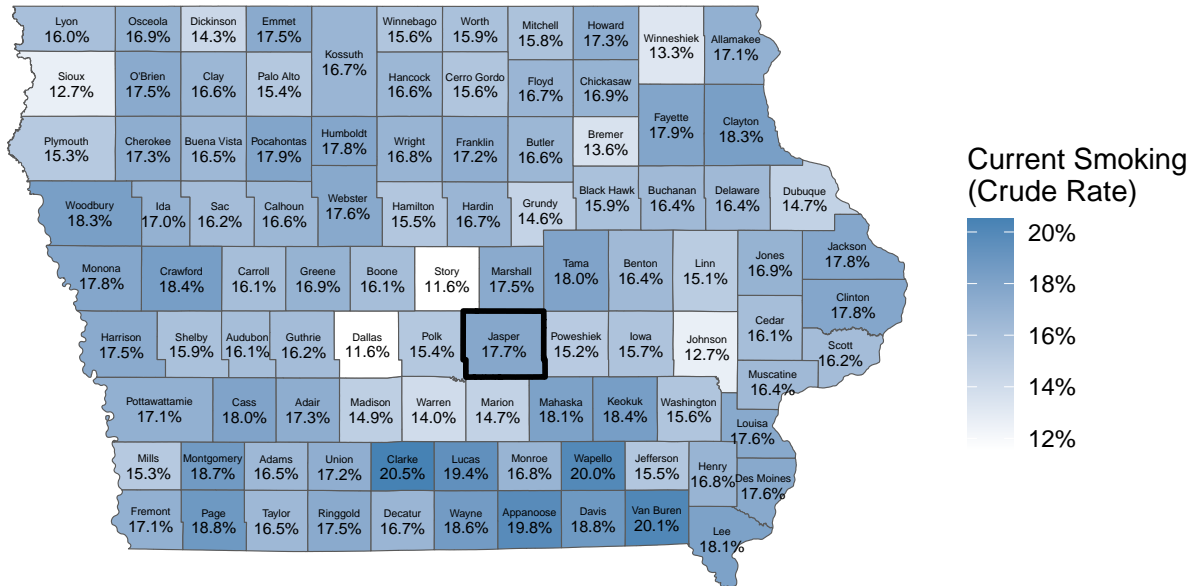 Lyon
16.0%
Osceola
16.9%
Dickinson
14.3%
Emmet
17.5%
Kossuth
16.7%
Winnebago
15.6%
Worth
15.9%
Mitchell
15.8%
Howard
17.3%
Winneshiek
13.3%
Allamakee
17.1%
Sioux
12.7%
O'Brien
17.5%
Clay
16.6%
Palo Alto
15.4%
Hancock
16.6%
Cerro Gordo
15.6%
Floyd
16.7%
Chickasaw
16.9%
Fayette
17.9%
Clayton
18.3%
Plymouth
15.3%
Cherokee
17.3%
Buena Vista
16.5%
Pocahontas
17.9%
Humboldt
17.8%
Wright
16.8%
Franklin
17.2%
Butler
16.6%
Bremer
13.6%
Woodbury
18.3%
Ida
17.0%
Sac
16.2%
Calhoun
16.6%
Webster
17.6%
Hamilton
15.5%
Hardin
16.7%
Grundy
14.6%
Black Hawk
15.9%
Buchanan
16.4%
Delaware
16.4%
Dubuque
14.7%
Monona
17.8%
Crawford
18.4%
Carroll
16.1%
Greene
16.9%
Boone
16.1%
Story
11.6%
Marshall
17.5%
Tama
18.0%
Benton
16.4%
Linn
15.1%
Jones
16.9%
Jackson
17.8%
Clinton
17.8%
Harrison
17.5%
Shelby
15.9%
Audubon
16.1%
Guthrie
16.2%
Dallas
11.6%
Polk
15.4%
Jasper
17.7%
Poweshiek
15.2%
Iowa
15.7%
Johnson
12.7%
Cedar
16.1%
Scott
16.2%
Muscatine
16.4%
Pottawattamie
17.1%
Cass
18.0%
Adair
17.3%
Madison
14.9%
Warren
14.0%
Marion
14.7%
Mahaska
18.1%
Keokuk
18.4%
Washington
15.6%
Louisa
17.6%
Mills
15.3%
Montgomery
18.7%
Adams
16.5%
Union
17.2%
Clarke
20.5%
Lucas
19.4%
Monroe
16.8%
Wapello
20.0%
Jefferson
15.5%
Henry
16.8%
Des Moines
17.6%
Fremont
17.1%
Page
18.8%
Taylor
16.5%
Ringgold
17.5%
Decatur
16.7%
Wayne
18.6%
Appanoose
19.8%
Davis
18.8%
Van Buren
20.1%
Lee
18.1%
Current Smoking
(Crude Rate)
20%
18%
16%
14%
12%